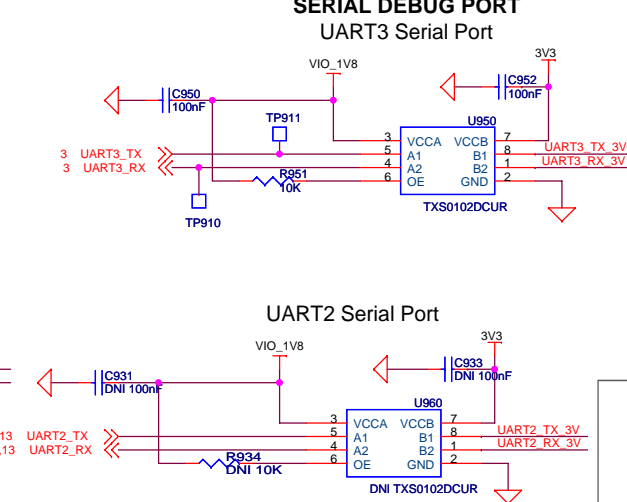 SERIAL DEBUG PORT
UART3 Serial Port
VIO_1V8
3V3
C950
100nF
C952
100nF
TP911
U950
3 VCCA VCCB 7
5 A1 B1 8
4 A2 B2 1
6 OE GND 2
3 UART3_TX
3 UART3_RX
UART3_TX_3V
UART3_RX_3V
R951
10K
TP910
TXS0102DCUR
UART2 Serial Port
VIO_1V8
3V3
C931
DNI 100nF
C933
DNI 100nF
U960
3 VCCA VCCB 7
5 A1 B1 8
4 A2 B2 1
6 OE GND 2
13 UART2_TX
,13 UART2_RX
UART2_TX_3V
UART2_RX_3V
R934
DNI 10K
DNI TXS0102DCUR